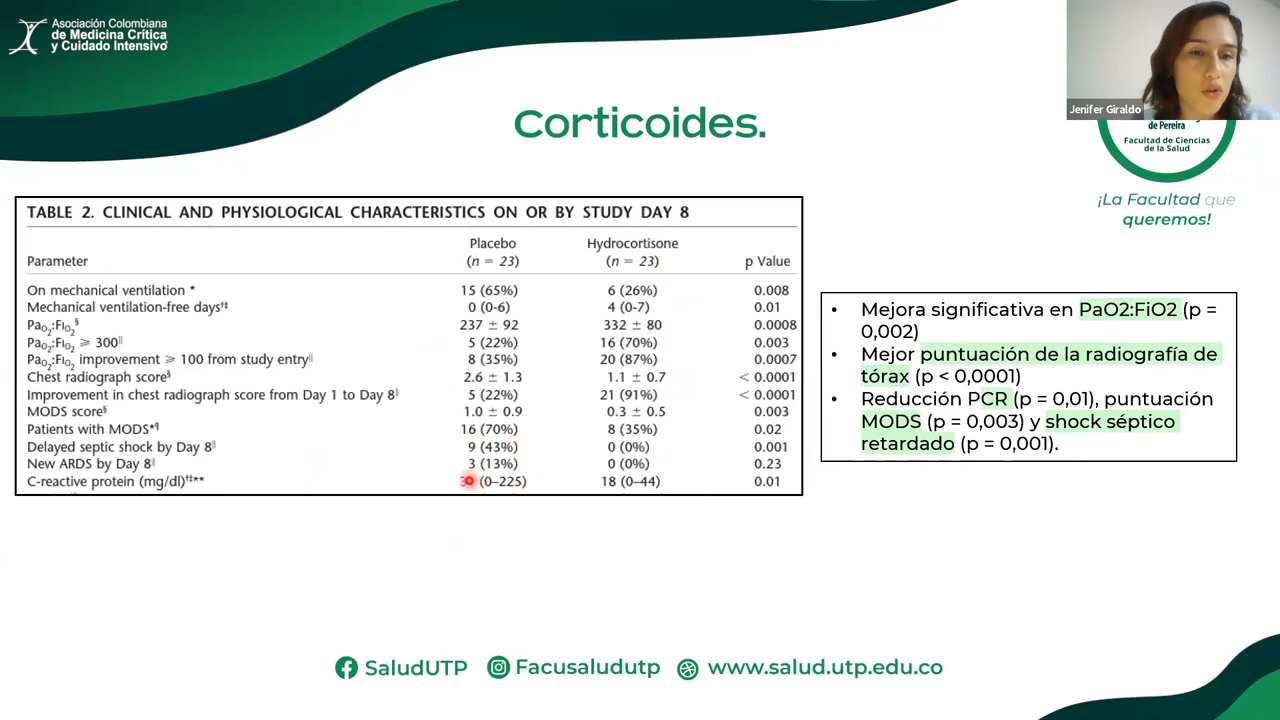 Asociación Colombiana
de Medicina Crítica
y Cuidado Intensivo
Jenifer Giraldo
Corticoides.
de Pereira
Facultad de Ciencias
de la Salud
¡La Facultad que
queremos!
TABLE 2. CLINICAL AND PHYSIOLOGICAL CHARACTERISTICS ON OR BY STUDY DAY 8
Parameter Placebo (n = 23) Hydrocortisone (n = 23) p Value
On mechanical ventilation * 15 (65%) 6 (26%) 0.008
Mechanical ventilation-free days†‡ 0 (0-6) 4 (0-7) 0.01
PaO2:FIO2§ 237 ± 92 332 ± 80 0.0008
PaO2:FIO2 ⩾ 300‖ 5 (22%) 16 (70%) 0.003
PaO2:FIO2 improvement ⩾ 100 from study entry‖ 8 (35%) 20 (87%) 0.0007
Chest radiograph score§ 2.6 ± 1.3 1.1 ± 0.7 < 0.0001
Improvement in chest radiograph score from Day 1 to Day 8‖ 5 (22%) 21 (91%) < 0.0001
MODS score§ 1.0 ± 0.9 0.3 ± 0.5 0.003
Patients with MODS*¶ 16 (70%) 8 (35%) 0.02
Delayed septic shock by Day 8‖ 9 (43%) 0 (0%) 0.001
New ARDS by Day 8‖ 3 (13%) 0 (0%) 0.23
C-reactive protein (mg/dl)†‡** (0–225) 18 (0–44) 0.01
• Mejora significativa en PaO2:FiO2 (p =
0,002)
• Mejor puntuación de la radiografía de
tórax (p < 0,0001)
• Reducción PCR (p = 0,01), puntuación
MODS (p = 0,003) y shock séptico
retardado (p = 0,001).
SaludUTP Facusaludutp www.salud.utp.edu.co